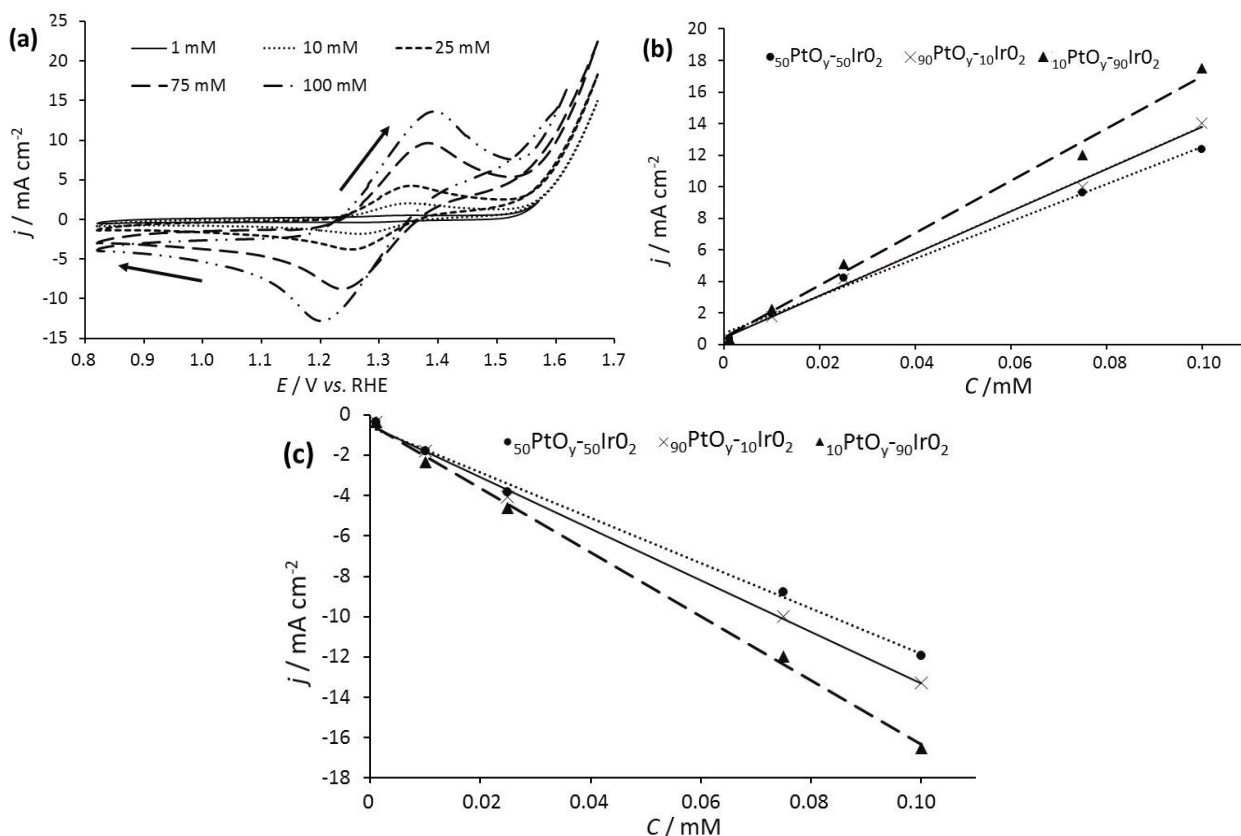 (a)
25
20
15
10
5
0
-5
-10
-15
j / mA cm-2
1 mM 10 mM 25 mM
75 mM 100 mM
0.8 0.9 1.0 1.1 1.2 1.3 1.4 1.5 1.6 1.7
E / V vs. RHE
(b)
18
16
14
12
10
8
6
4
2
0
j / mA cm-2
50PtOy-50Ir02 90PtOy-10Ir02 10PtOy-90Ir02
0 0.02 0.04 0.06 0.08 0.10
C /mM
(c)
0
-2
-4
-6
-8
-10
-12
-14
-16
-18
j / mA cm-2
50PtOy-50Ir02 90PtOy-10Ir02 10PtOy-90Ir02
0 0.02 0.04 0.06 0.08 0.10
C / mM